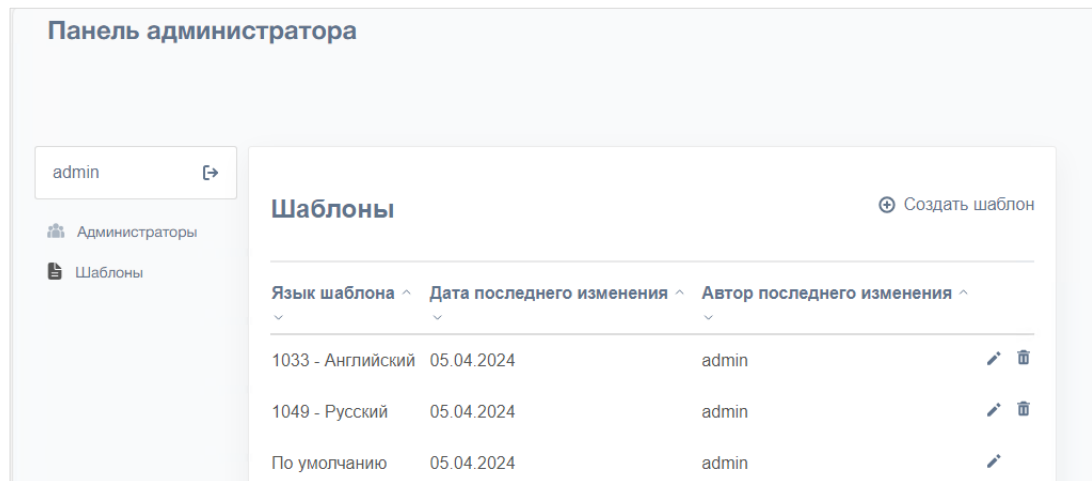 Панель администратора
admin
Администраторы
Шаблоны
Шаблоны
Создать шаблон
Язык шаблона Дата последнего изменения Автор последнего изменения
1033 - Английский 05.04.2024 admin
1049 - Русский 05.04.2024 admin
По умолчанию 05.04.2024 admin